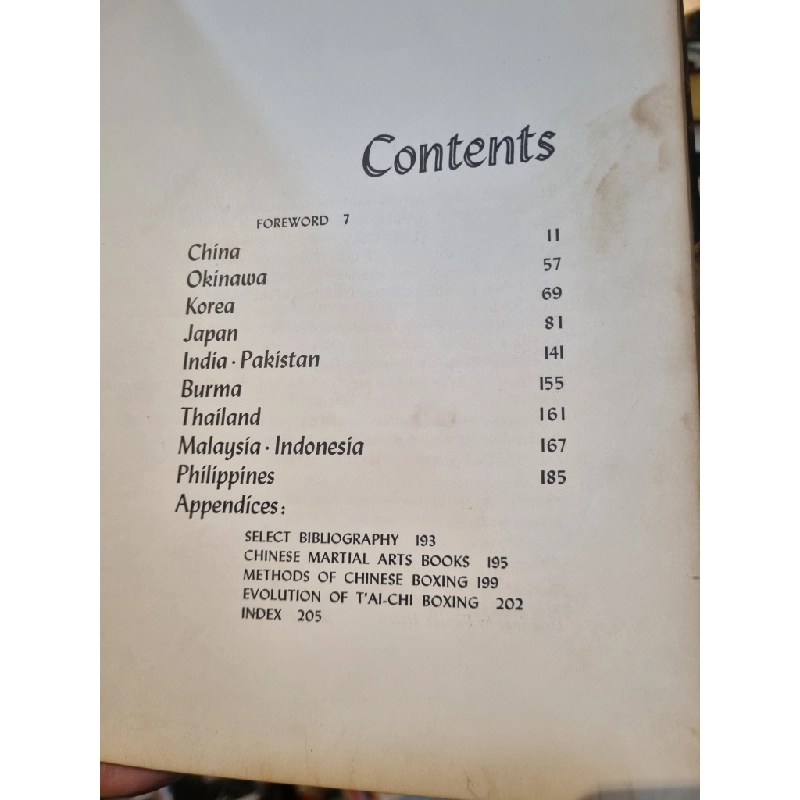 Contents
FOREWORD 7
China 11
Okinawa 57
Korea 69
Japan 81
India · Pakistan 141
Burma 155
Thailand 161
Malaysia · Indonesia 167
Philippines 185
Appendices:
SELECT BIBLIOGRAPHY 193
CHINESE MARTIAL ARTS BOOKS 195
METHODS OF CHINESE BOXING 199
EVOLUTION OF T'AI-CHI BOXING 202
INDEX 205